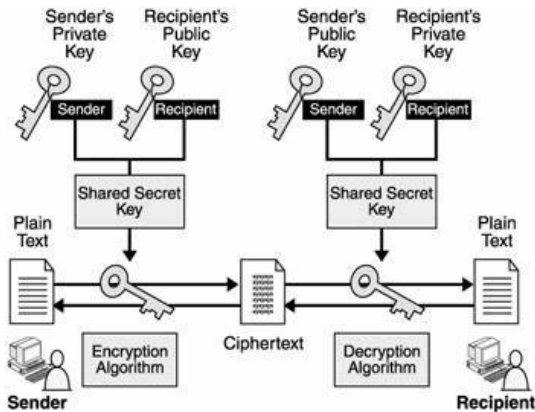 Sender's
Private
Key
Recipient's
Public
Key
Sender's
Public
Key
Recipient's
Private
Key
Sender
Recipient
Sender
Recipient
Shared Secret
Key
Shared Secret
Key
Plain
Text
Plain
Text
Ciphertext
Encryption
Algorithm
Decryption
Algorithm
Sender
Recipient